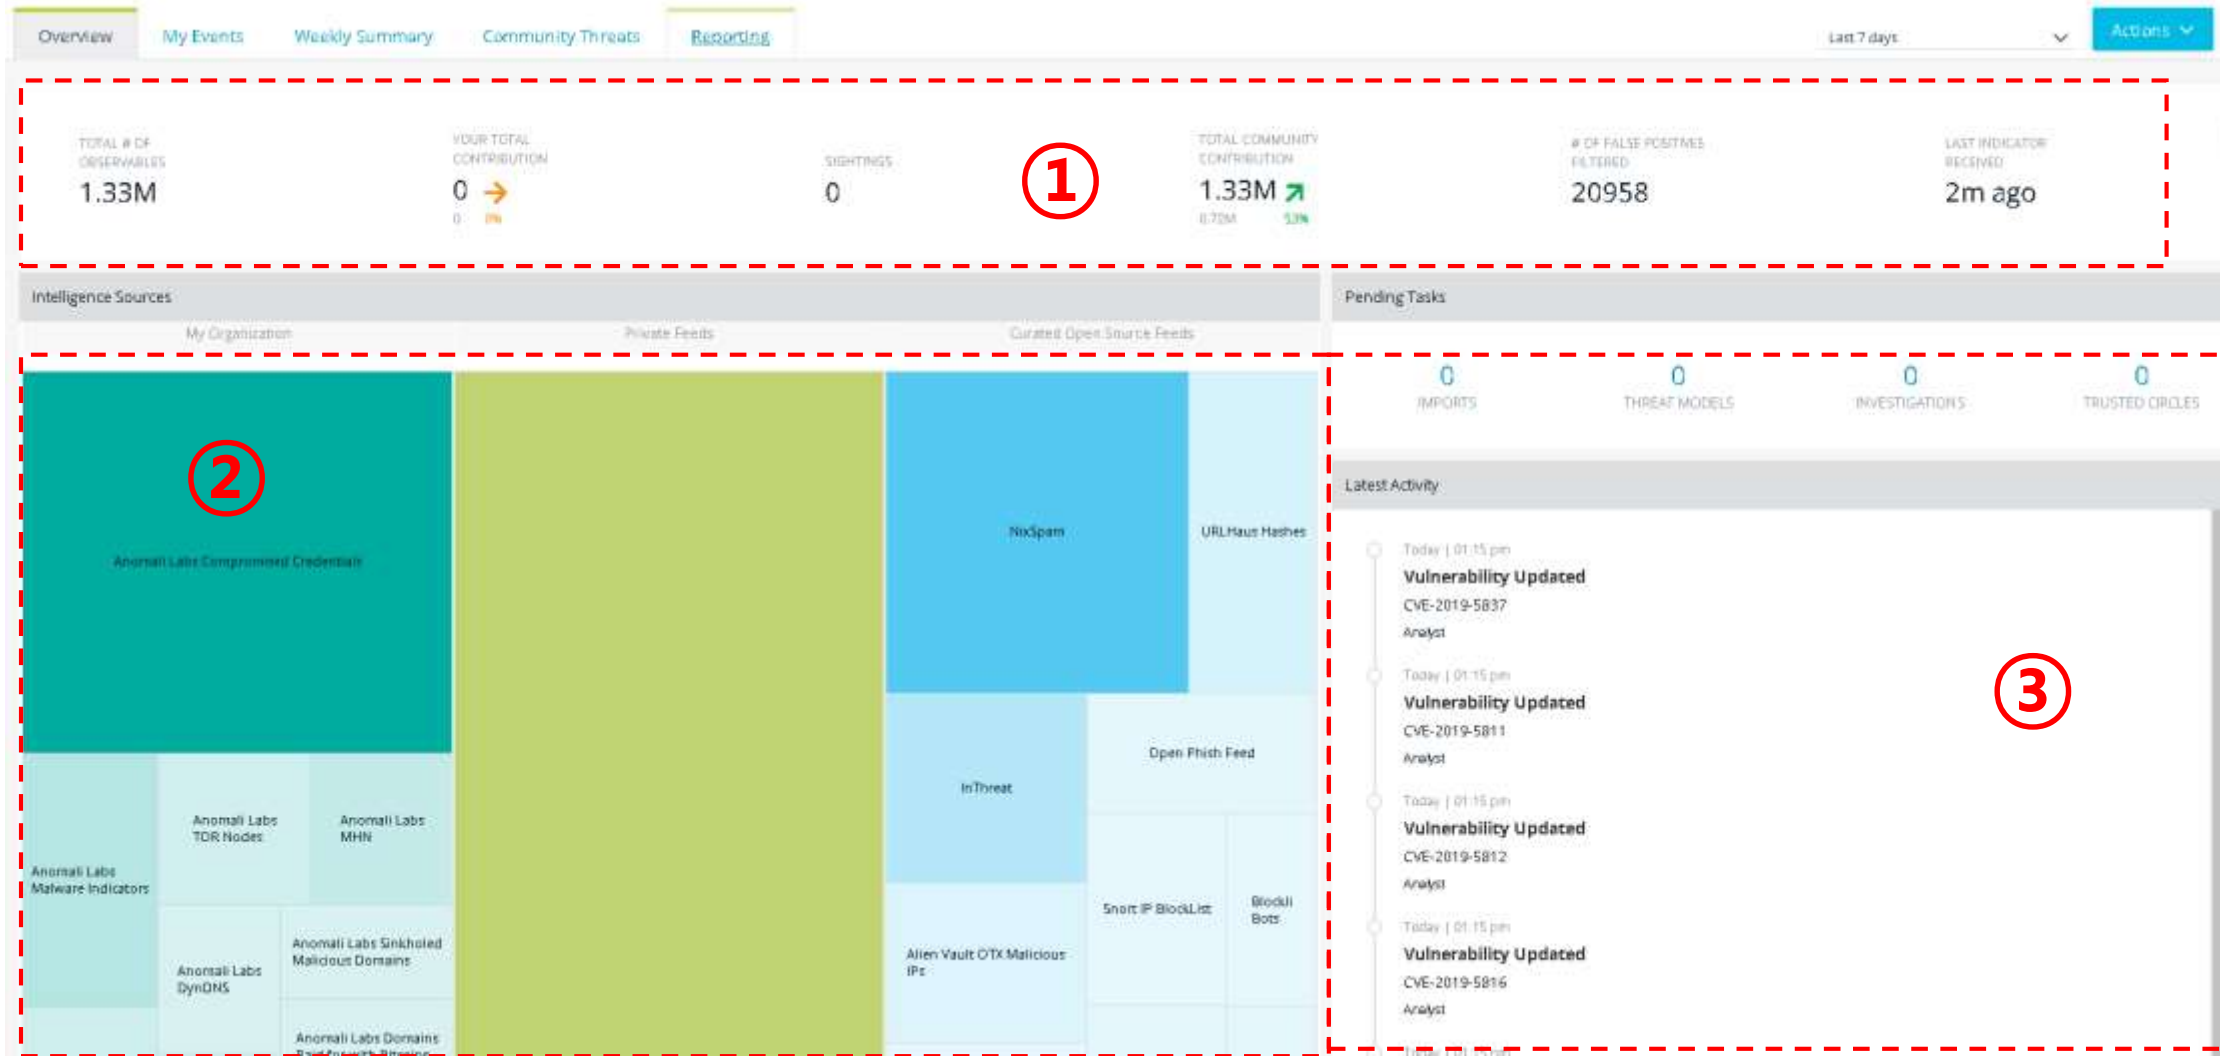 Overview
My Events
Weekly Summary
Community Threats
Reporting
Last 7 days
Actions
TOTAL # OF
OBSERVABLES
1.33M
YOUR TOTAL
CONTRIBUTION
0
0 0%
SIGHTINGS
0
①
TOTAL COMMUNITY
CONTRIBUTION
1.33M
53%
# OF FALSE POSITIVES
FILTERED
20958
LAST INDICATOR
RECEIVED
2m ago
Intelligence Sources
My Organization
Private Feeds
Curated Open Source Feeds
②
Anomali Labs Compromised Credentials
Anomali Labs
Malware Indicators
Anomali Labs
TOR Nodes
Anomali Labs
MHN
Anomali Labs
DynDNS
Anomali Labs Sinkholed
Malicious Domains
Anomali Labs Domains
NixSpam
URLHaus Hashes
InThreat
Open Phish Feed
Alien Vault OTX Malicious
IPs
Snort IP BlockList
Bots
Pending Tasks
0
IMPORTS
0
THREAT MODELS
0
INVESTIGATIONS
0
TRUSTED CIRCLES
Latest Activity
Today | 01:15 pm
Vulnerability Updated
CVE-2019-5837
Analyst
Today | 01:15 pm
Vulnerability Updated
CVE-2019-5811
Analyst
③
Today | 01:15 pm
Vulnerability Updated
CVE-2019-5812
Analyst
Today | 01:15 pm
Vulnerability Updated
CVE-2019-5816
Analyst